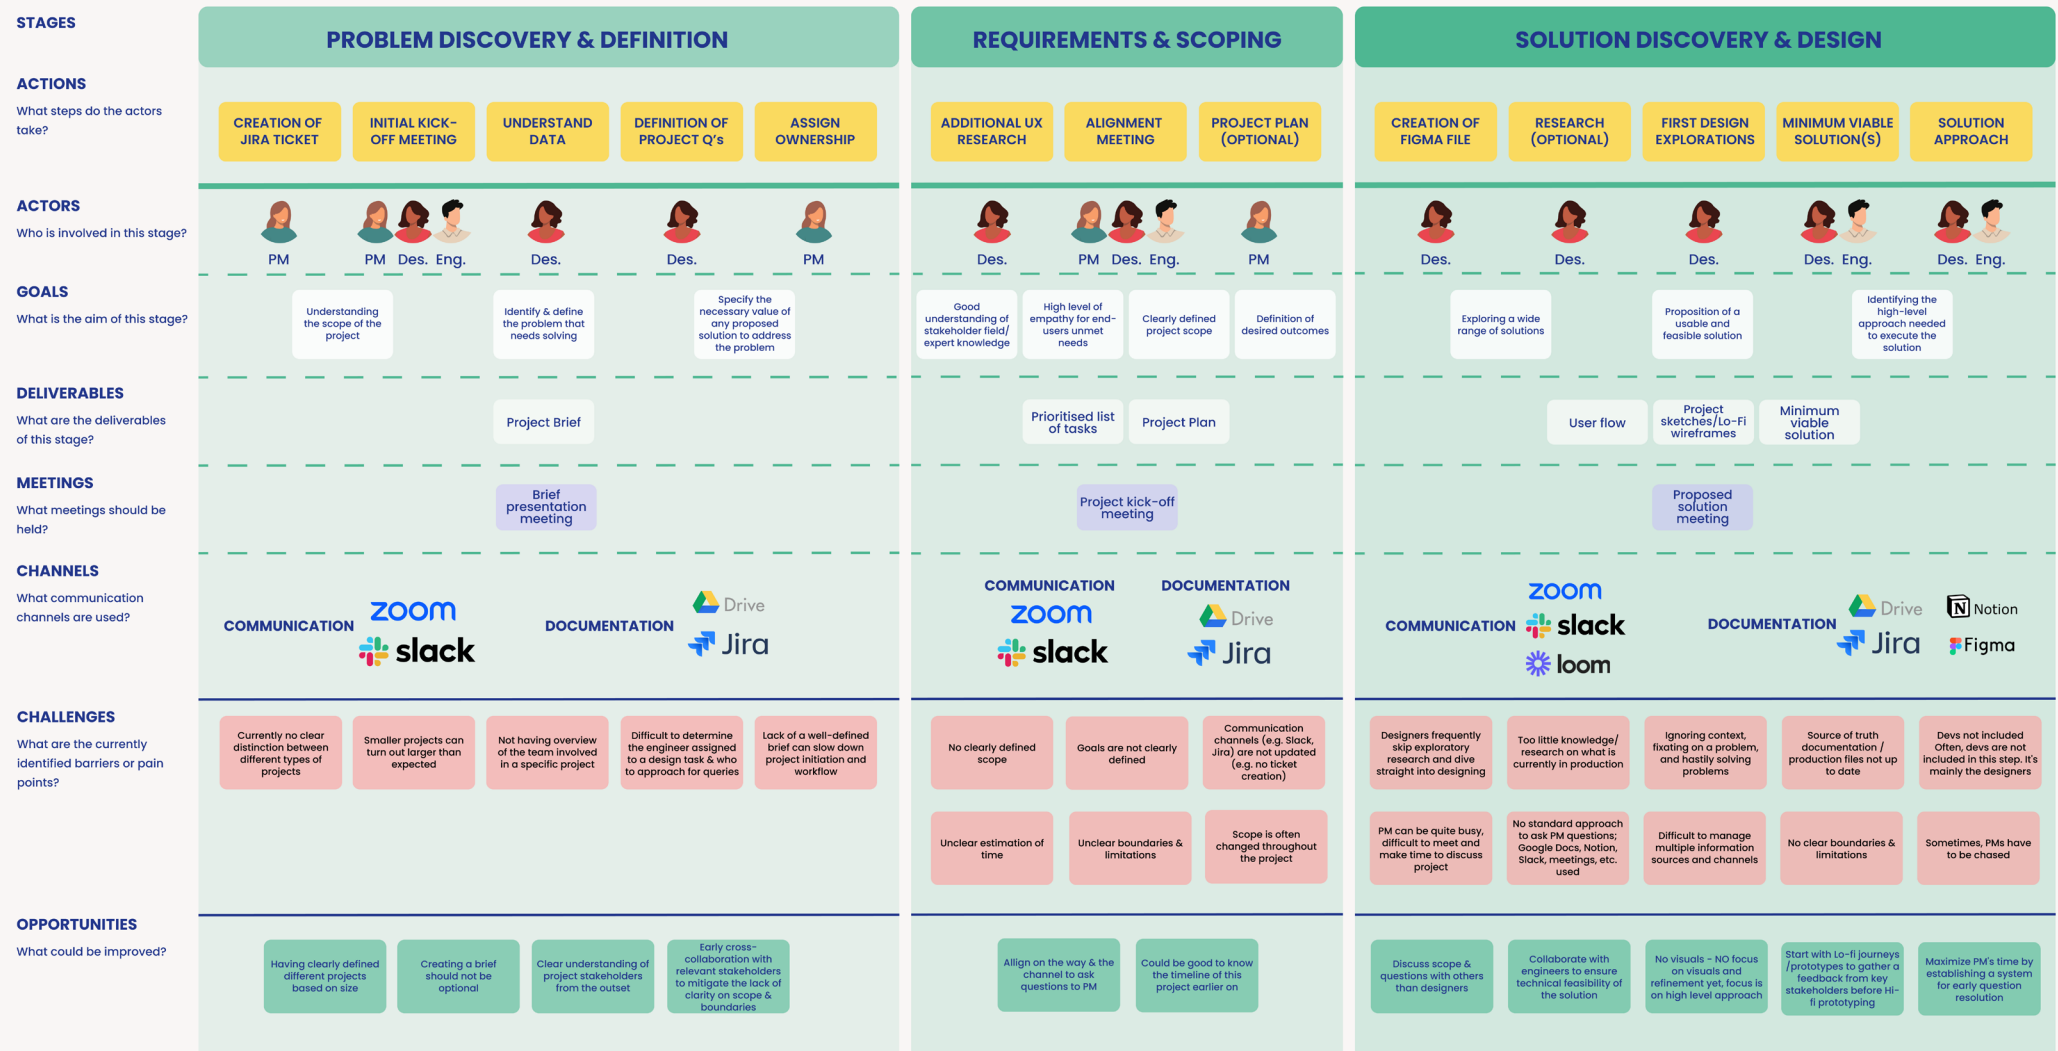 STAGES
PROBLEM DISCOVERY & DEFINITION
REQUIREMENTS & SCOPING
SOLUTION DISCOVERY & DESIGN
ACTIONS
What steps do the actors
take?
CREATION OF
JIRA TICKET
INITIAL KICK-
OFF MEETING
UNDERSTAND
DATA
DEFINITION OF
PROJECT Q's
ASSIGN
OWNERSHIP
ADDITIONAL UX
RESEARCH
ALIGNMENT
MEETING
PROJECT PLAN
(OPTIONAL)
CREATION OF
FIGMA FILE
RESEARCH
(OPTIONAL)
FIRST DESIGN
EXPLORATIONS
MINIMUM VIABLE
SOLUTION(S)
SOLUTION
APPROACH
ACTORS
Who is involved in this stage?
PM
PM Des. Eng.
Des.
Des.
PM
Des.
PM Des. Eng.
PM
Des.
Des.
Des.
Des. Eng.
Des. Eng.
GOALS
What is the aim of this stage?
Understanding
the scope of the
project
Identify & define
the problem that
needs solving
Specify the
necessary value of
any proposed
solution to address
the problem
Good
understanding of
stakeholder field/
expert knowledge
High level of
empathy for end-
users unmet
needs
Clearly defined
project scope
Definition of
desired outcomes
Exploring a wide
range of solutions
Proposition of a
usable and
feasible solution
Identifying the
high-level
approach needed
to execute the
solution
DELIVERABLES
What are the deliverables
of this stage?
Project Brief
Prioritised list
of tasks
Project Plan
User flow
Project
sketches/Lo-Fi
wireframes
Minimum
viable
solution
MEETINGS
What meetings should be
held?
Brief
presentation
meeting
Project kick-off
meeting
Proposed
solution
meeting
CHANNELS
What communication
channels are used?
COMMUNICATION
zoom
slack
DOCUMENTATION
Drive
Jira
COMMUNICATION
zoom
slack
DOCUMENTATION
Drive
Jira
COMMUNICATION
zoom
slack
loom
DOCUMENTATION
Drive
Jira
Notion
Figma
CHALLENGES
What are the currently
identified barriers or pain
points?
Currently no clear
distinction between
different types of
projects
Smaller projects can
turn out larger than
expected
Not having overview
of the team involved
in a specific project
Difficult to determine
the engineer assigned
to a design task & who
to approach for queries
Lack of a well-defined
brief can slow down
project initiation and
workflow
No clearly defined
scope
Goals are not clearly
defined
Communication
channels (e.g. Slack,
Jira) are not updated
(e.g. no ticket
creation)
Designers frequently
skip exploratory
research and dive
straight into designing
Too little knowledge/
research on what is
currently in production
Ignoring context,
fixating on a problem,
and hastily solving
problems
Source of truth
documentation /
production files not up
to date
Devs not included
Often, devs are not
included in this step. It's
mainly the designers
Unclear estimation of
time
Unclear boundaries &
limitations
Scope is often
changed throughout
the project
PM can be quite busy,
difficult to meet and
make time to discuss
project
No standard approach
to ask PM questions;
Google Docs, Notion,
Slack, meetings, etc.
used
Difficult to manage
multiple information
sources and channels
No clear boundaries &
limitations
Sometimes, PMs have
to be chased
OPPORTUNITIES
What could be improved?
Having clearly defined
different projects
based on size
Creating a brief
should not be
optional
Clear understanding of
project stakeholders
from the outset
Early cross-
collaboration with
relevant stakeholders
to mitigate the lack of
clarity on scope &
boundaries
Allign on the way & the
channel to ask
questions to PM
Could be good to know
the timeline of this
project earlier on
Discuss scope &
questions with others
than designers
Collaborate with
engineers to ensure
technical feasibility of
the solution
No visuals - NO focus
on visuals and
refinement yet, focus is
on high level approach
Start with Lo-fi journeys
/prototypes to gather a
feedback from key
stakeholders before Hi-
fi prototyping
Maximize PM's time by
establishing a system
for early question
resolution